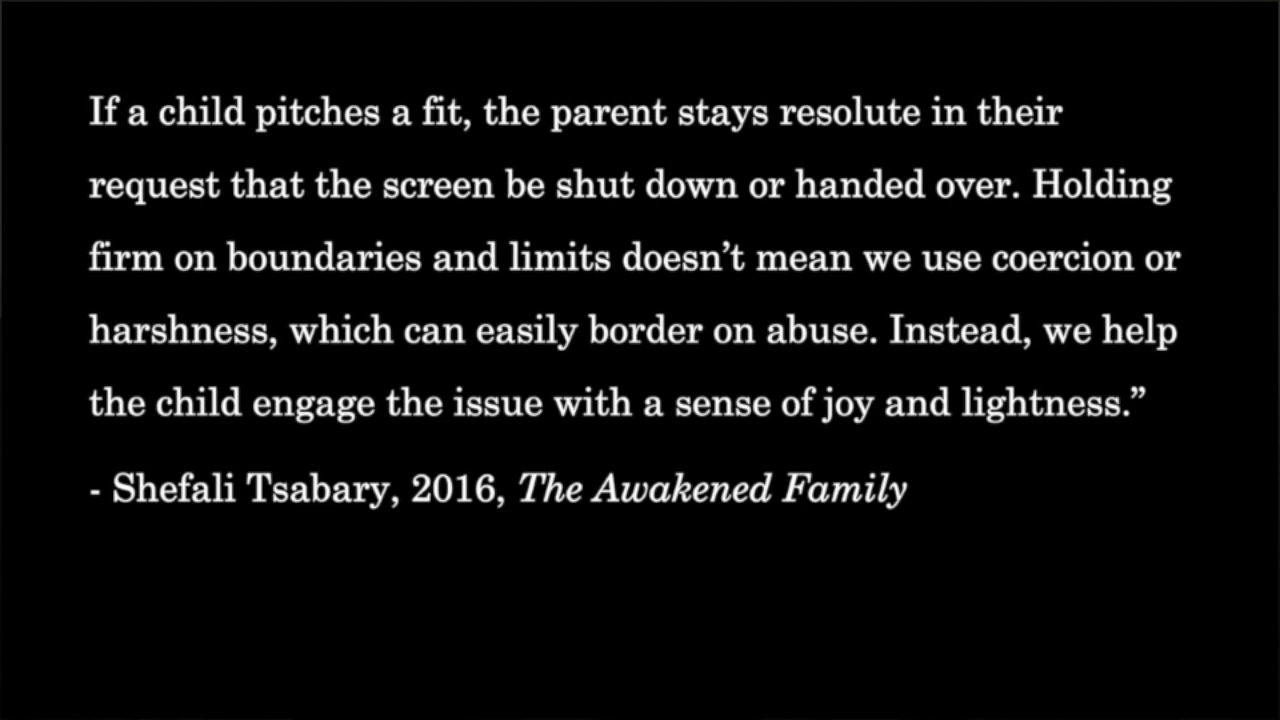 If a child pitches a fit, the parent stays resolute in their
request that the screen be shut down or handed over. Holding
firm on boundaries and limits doesn’t mean we use coercion or
harshness, which can easily border on abuse. Instead, we help
the child engage the issue with a sense of joy and lightness.”
- Shefali Tsabary, 2016, The Awakened Family